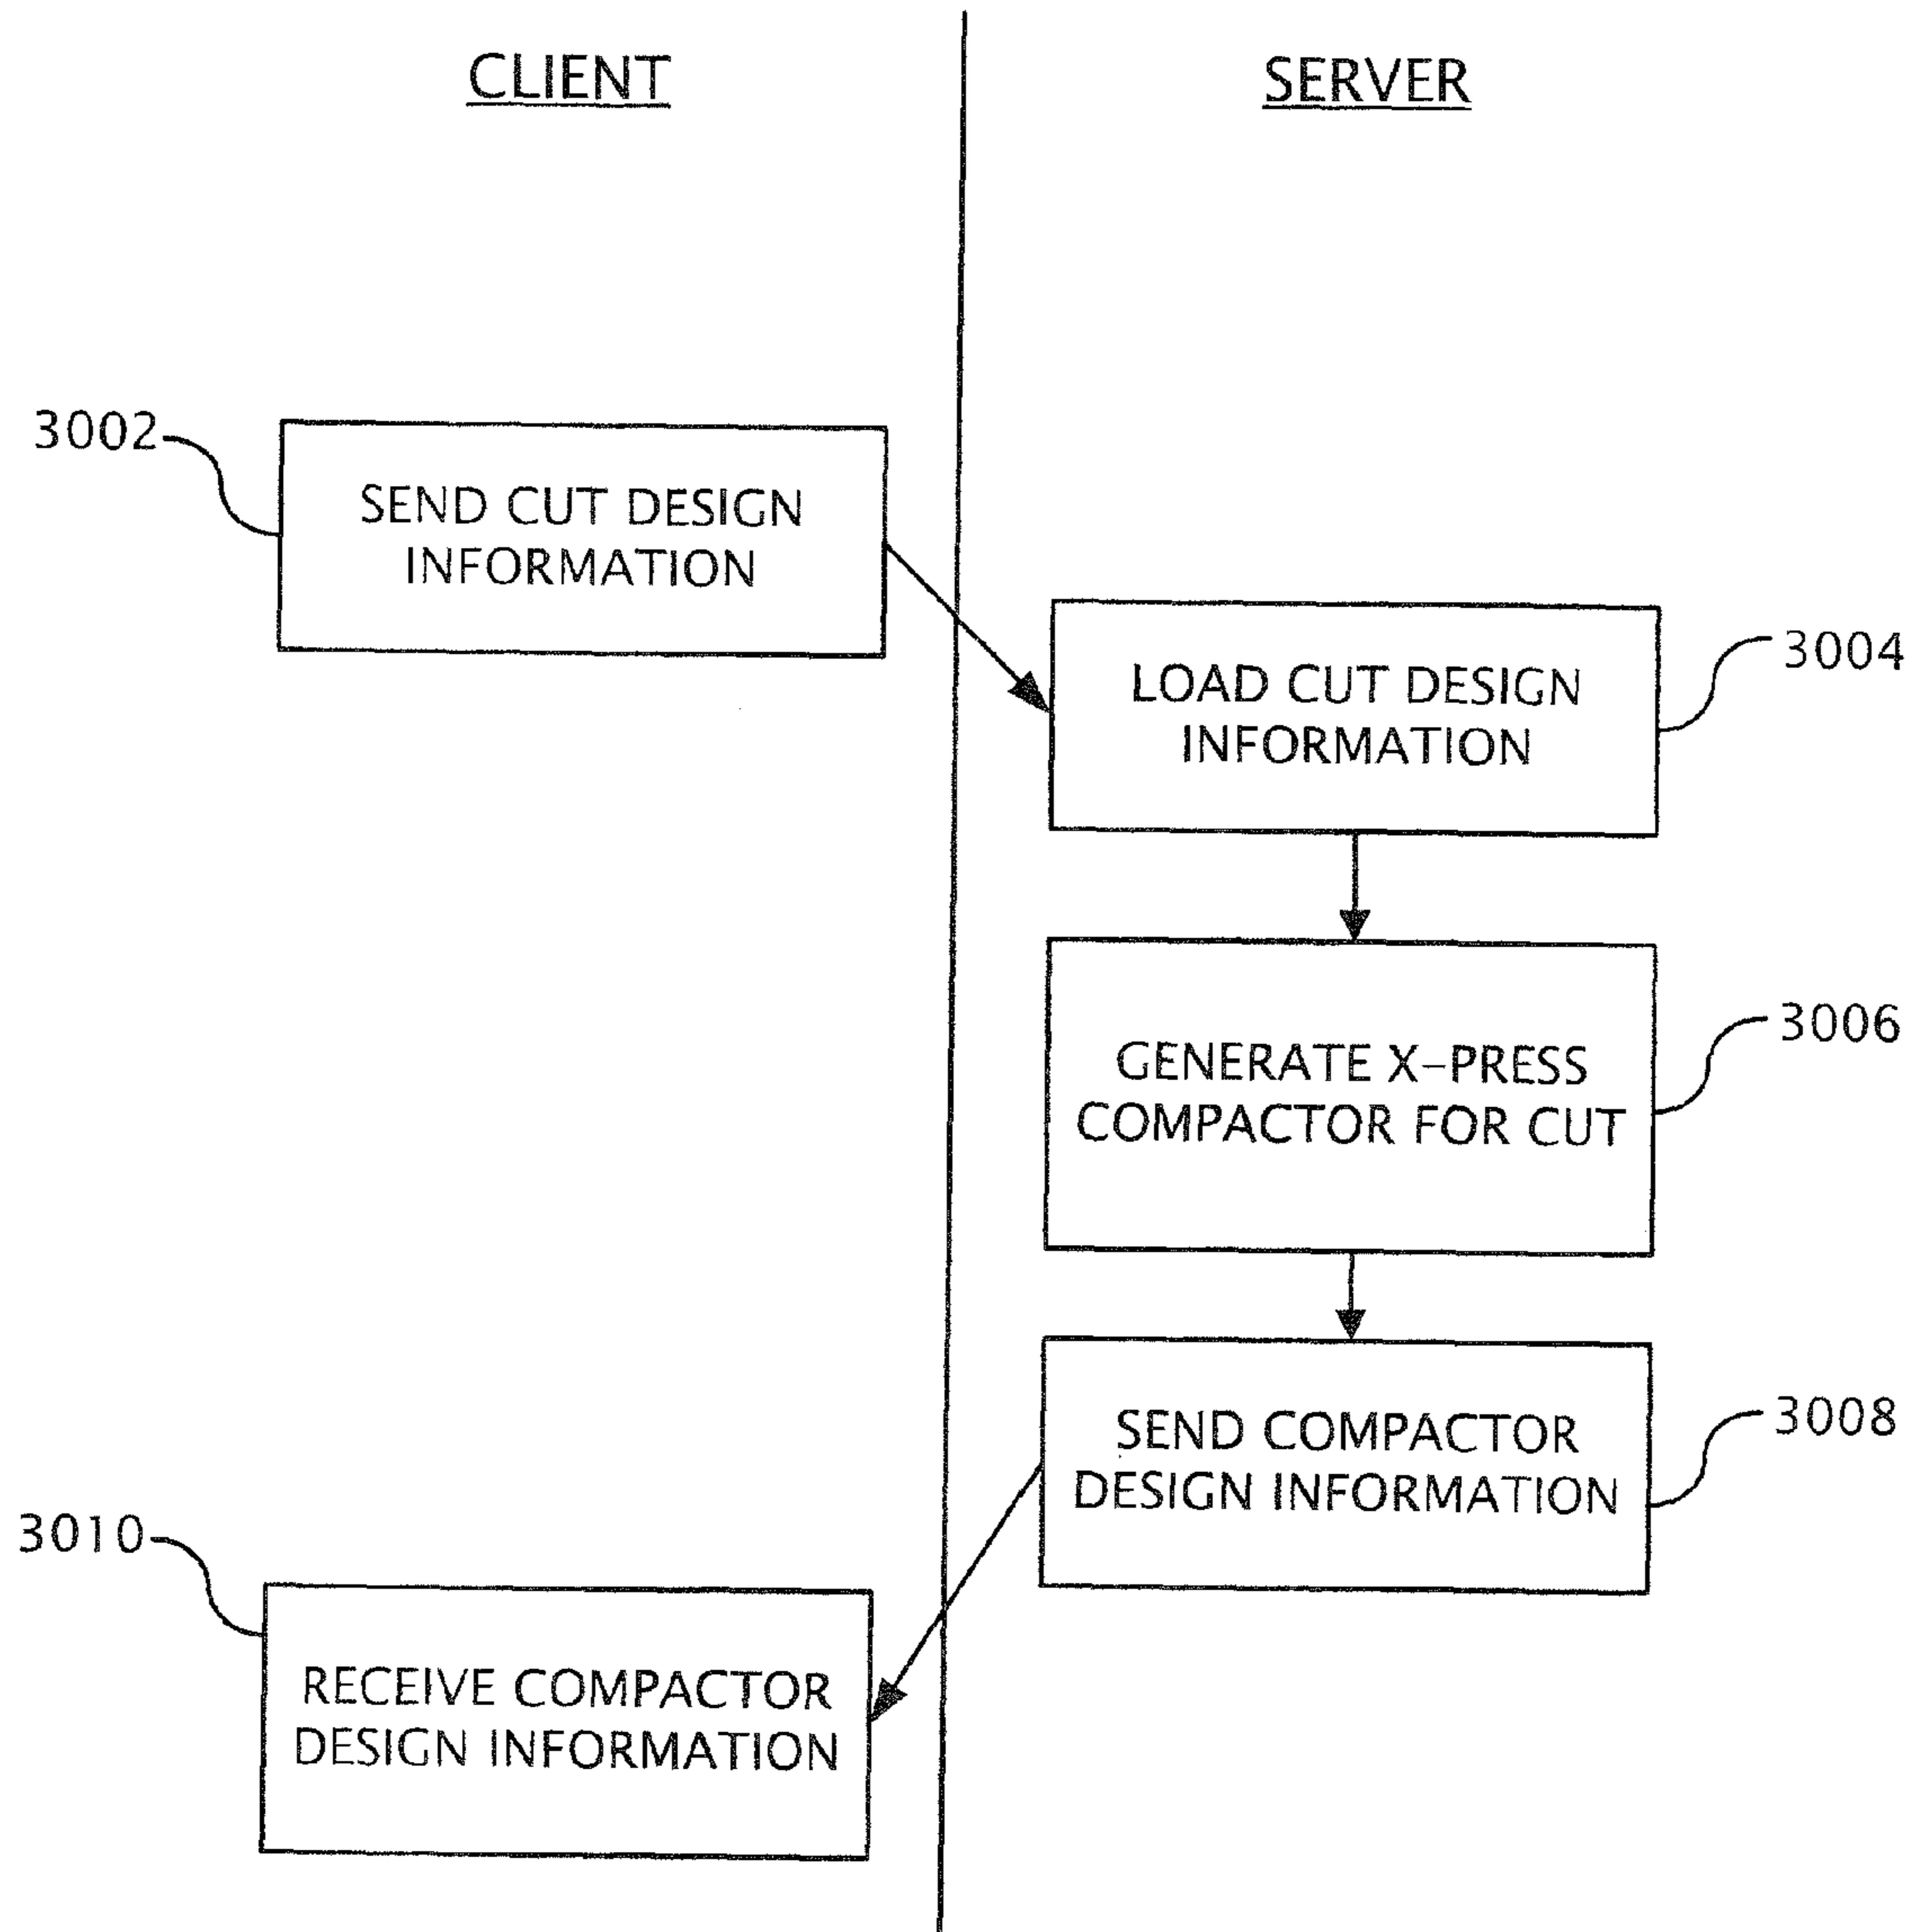 CLIENT
SERVER
3002
SEND CUT DESIGN
INFORMATION
3004
LOAD CUT DESIGN
INFORMATION
3006
GENERATE X-PRESS
COMPACTOR FOR CUT
3008
SEND COMPACTOR
DESIGN INFORMATION
3010
RECEIVE COMPACTOR
DESIGN INFORMATION